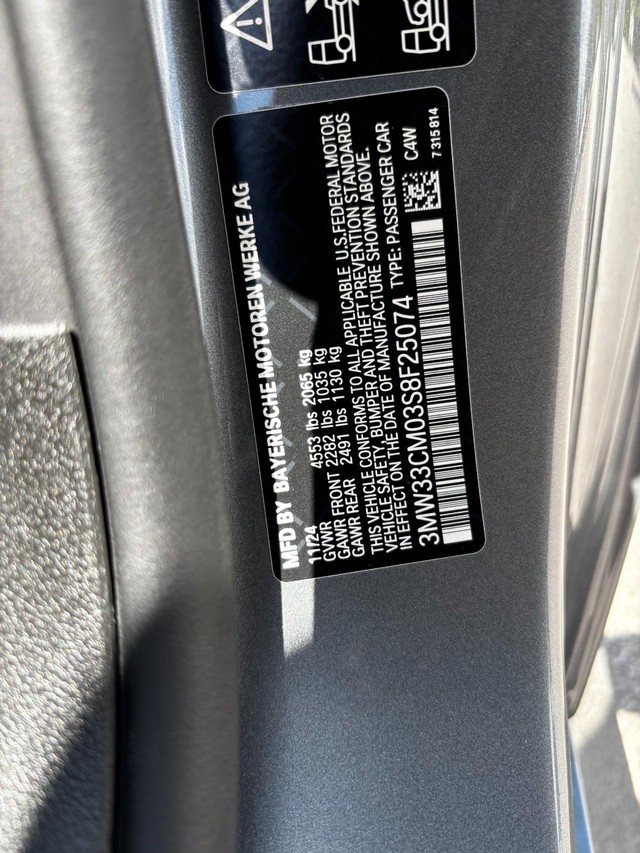 MFD BY BAYERISCHE MOTOREN WERKE AG
11/24
GVWR 4553 lbs 2065 kg
GAWR FRONT 2282 lbs 1035 kg
GAWR REAR 2491 lbs 1130 kg
THIS VEHICLE CONFORMS TO ALL APPLICABLE U.S. FEDERAL MOTOR
VEHICLE SAFETY, BUMPER AND THEFT PREVENTION STANDARDS
IN EFFECT ON THE DATE OF MANUFACTURE SHOWN ABOVE.
3MW33CM03S8F25074 TYPE: PASSENGER CAR
C4W
7 315 814